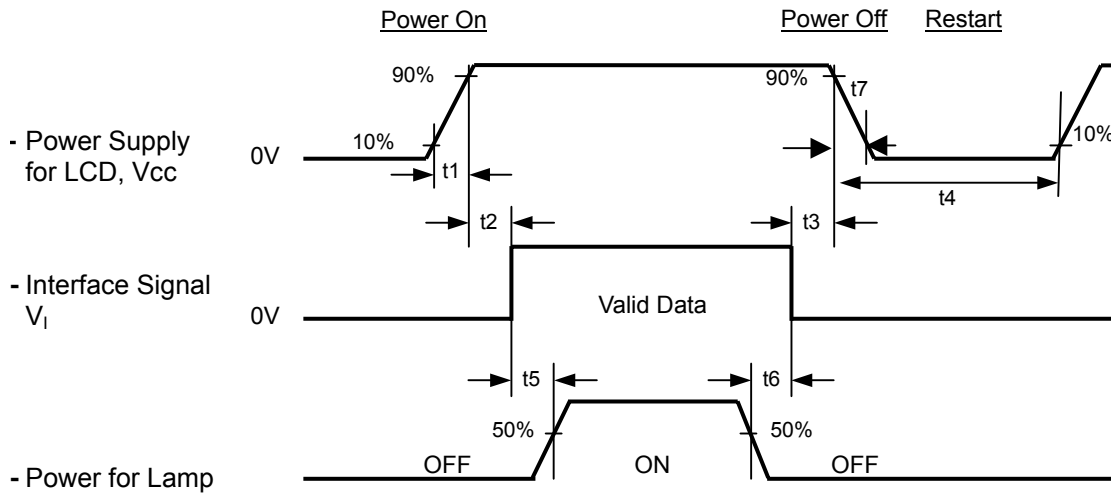 Power On
Power Off
Restart
90%
90%
t7
- Power Supply
for LCD, Vcc
0V
10%
10%
t1
t4
t2
t3
- Interface Signal
VI
0V
Valid Data
t5
t6
50%
50%
- Power for Lamp
OFF
ON
OFF